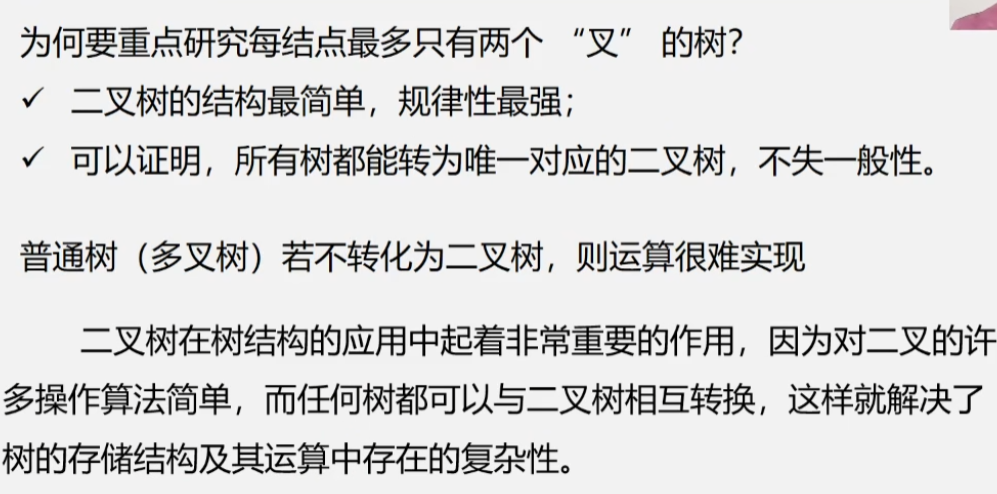 为何要重点研究每结点最多只有两个 “叉” 的树？
✓ 二叉树的结构最简单，规律性最强；
✓ 可以证明，所有树都能转为唯一对应的二叉树，不失一般性。
普通树（多叉树）若不转化为二叉树，则运算很难实现
二叉树在树结构的应用中起着非常重要的作用，因为对二叉的许
多操作算法简单，而任何树都可以与二叉树相互转换，这样就解决了
树的存储结构及其运算中存在的复杂性。